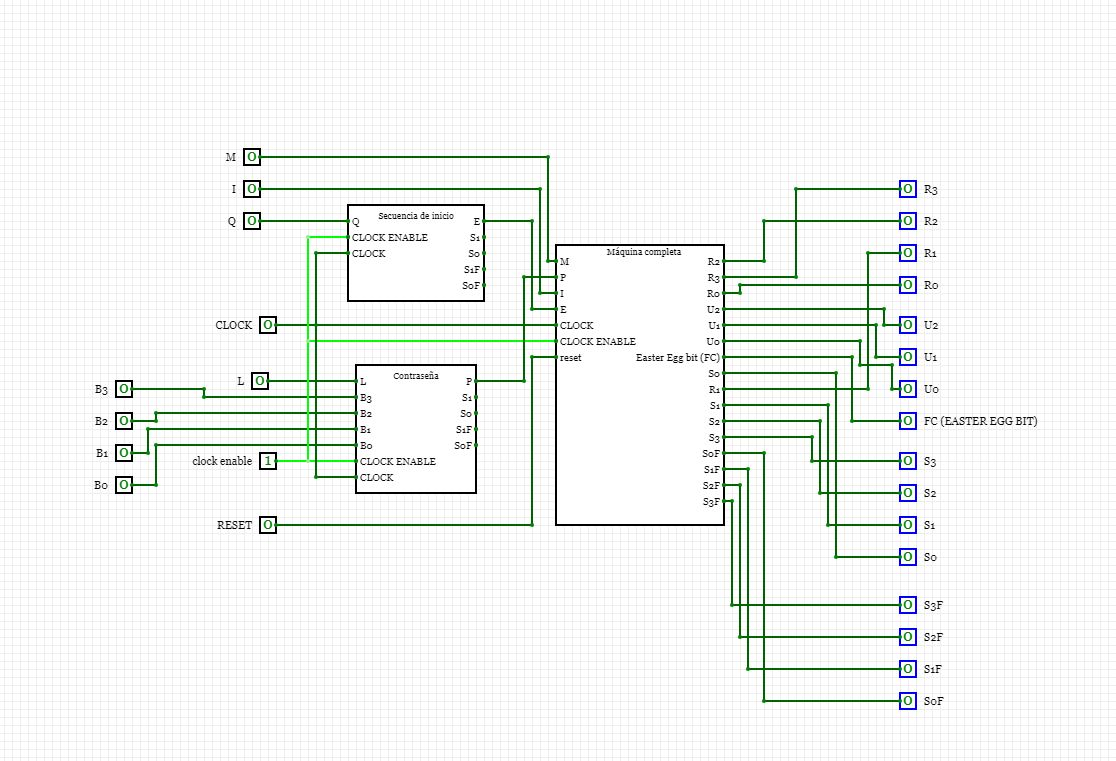 M 0
I 0
Q 0
CLOCK 0
L 0
B3 0
B2 0
B1 0
B0 0
clock enable 1
RESET 0
Secuencia de inicio
Q E
CLOCK ENABLE S1
CLOCK S0
S1F
S0F
Contraseña
L P
B3 S1
B2 S0
B1 S1F
B0 S0F
CLOCK ENABLE
CLOCK
Máquina completa
M R2
P R3
I R0
E U2
CLOCK U1
CLOCK ENABLE U0
reset Easter Egg bit (FC)
S0
R1
S1
S2
S3
S0F
S1F
S2F
S3F
0 R3
0 R2
0 R1
0 R0
0 U2
0 U1
0 U0
0 FC (EASTER EGG BIT)
0 S3
0 S2
0 S1
0 S0
0 S3F
0 S2F
0 S1F
0 S0F